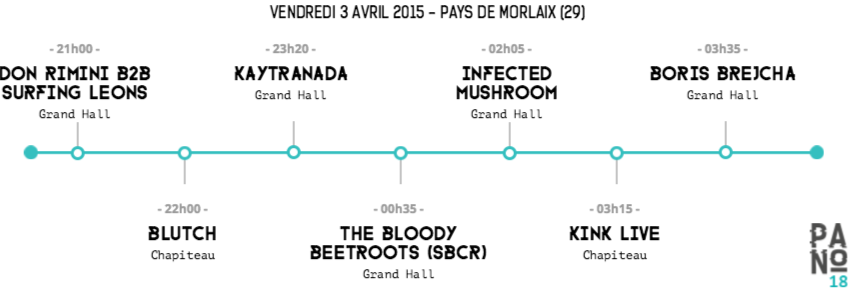 VENDREDI 3 AVRIL 2015 – PAYS DE MORLAIX (29)
- 21h00 -
DON RIMINI B2B
SURFING LEONS
Grand Hall
- 23h20 -
KAYTRANADA
Grand Hall
- 02h05 -
INFECTED
MUSHROOM
Grand Hall
- 03h35 -
BORIS BREJCHA
Grand Hall
- 22h00 -
BLUTCH
Chapiteau
- 00h35 -
THE BLOODY
BEETROOTS (SBCR)
Grand Hall
- 03h15 -
KINK LIVE
Chapiteau
PA
Nº
18